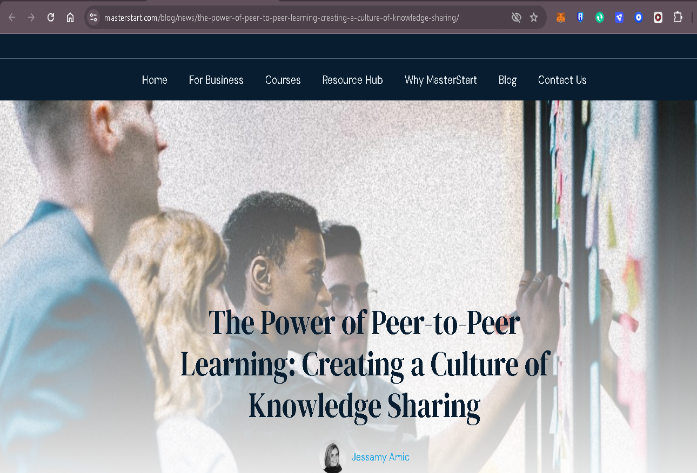 masterstart.com/blog/news/the-power-of-peer-to-peer-learning-creating-a-culture-of-knowledge-sharing/
Home For Business Courses Resource Hub Why MasterStart Blog Contact Us
The Power of Peer-to-Peer
Learning: Creating a Culture of
Knowledge Sharing
Jessamy Amic